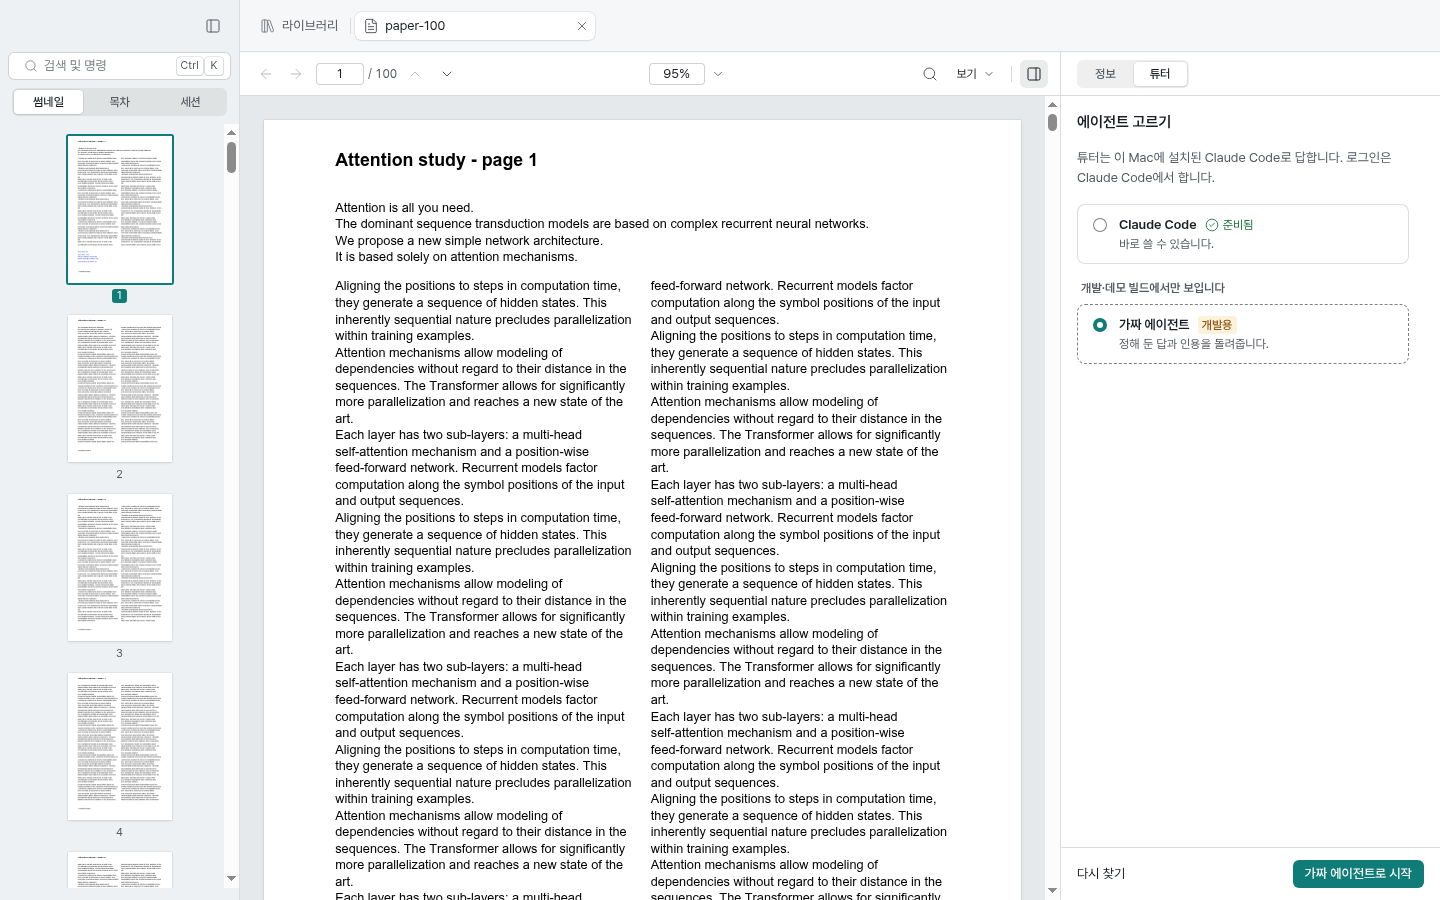 라이브러리
paper-100
검색 및 명령
Ctrl
K
썸네일
목차
세션
1
2
3
4
1
/ 100
95%
보기
Attention study - page 1
Attention is all you need.
The dominant sequence transduction models are based on complex recurrent neural networks.
We propose a new simple network architecture.
It is based solely on attention mechanisms.
Aligning the positions to steps in computation time,
they generate a sequence of hidden states. This
inherently sequential nature precludes parallelization
within training examples.
Attention mechanisms allow modeling of
dependencies without regard to their distance in the
sequences. The Transformer allows for significantly
more parallelization and reaches a new state of the
art.
Each layer has two sub-layers: a multi-head
self-attention mechanism and a position-wise
feed-forward network. Recurrent models factor
computation along the symbol positions of the input
and output sequences.
Aligning the positions to steps in computation time,
they generate a sequence of hidden states. This
inherently sequential nature precludes parallelization
within training examples.
Attention mechanisms allow modeling of
dependencies without regard to their distance in the
sequences. The Transformer allows for significantly
more parallelization and reaches a new state of the
art.
Each layer has two sub-layers: a multi-head
self-attention mechanism and a position-wise
feed-forward network. Recurrent models factor
computation along the symbol positions of the input
and output sequences.
Aligning the positions to steps in computation time,
they generate a sequence of hidden states. This
inherently sequential nature precludes parallelization
within training examples.
Attention mechanisms allow modeling of
dependencies without regard to their distance in the
sequences. The Transformer allows for significantly
more parallelization and reaches a new state of the
art.
Each layer has two sub-layers: a multi-head
feed-forward network. Recurrent models factor
computation along the symbol positions of the input
and output sequences.
Aligning the positions to steps in computation time,
they generate a sequence of hidden states. This
inherently sequential nature precludes parallelization
within training examples.
Attention mechanisms allow modeling of
dependencies without regard to their distance in the
sequences. The Transformer allows for significantly
more parallelization and reaches a new state of the
art.
Each layer has two sub-layers: a multi-head
self-attention mechanism and a position-wise
feed-forward network. Recurrent models factor
computation along the symbol positions of the input
and output sequences.
Aligning the positions to steps in computation time,
they generate a sequence of hidden states. This
inherently sequential nature precludes parallelization
within training examples.
Attention mechanisms allow modeling of
dependencies without regard to their distance in the
sequences. The Transformer allows for significantly
more parallelization and reaches a new state of the
art.
Each layer has two sub-layers: a multi-head
self-attention mechanism and a position-wise
feed-forward network. Recurrent models factor
computation along the symbol positions of the input
and output sequences.
Aligning the positions to steps in computation time,
they generate a sequence of hidden states. This
inherently sequential nature precludes parallelization
within training examples.
Attention mechanisms allow modeling of
dependencies without regard to their distance in the
sequences. The Transformer allows for significantly
정보
튜터
에이전트 고르기
튜터는 이 Mac에 설치된 Claude Code로 답합니다. 로그인은
Claude Code에서 합니다.
Claude Code 준비됨
바로 쓸 수 있습니다.
개발·데모 빌드에서만 보입니다
가짜 에이전트 개발용
정해 둔 답과 인용을 돌려줍니다.
다시 찾기
가짜 에이전트로 시작